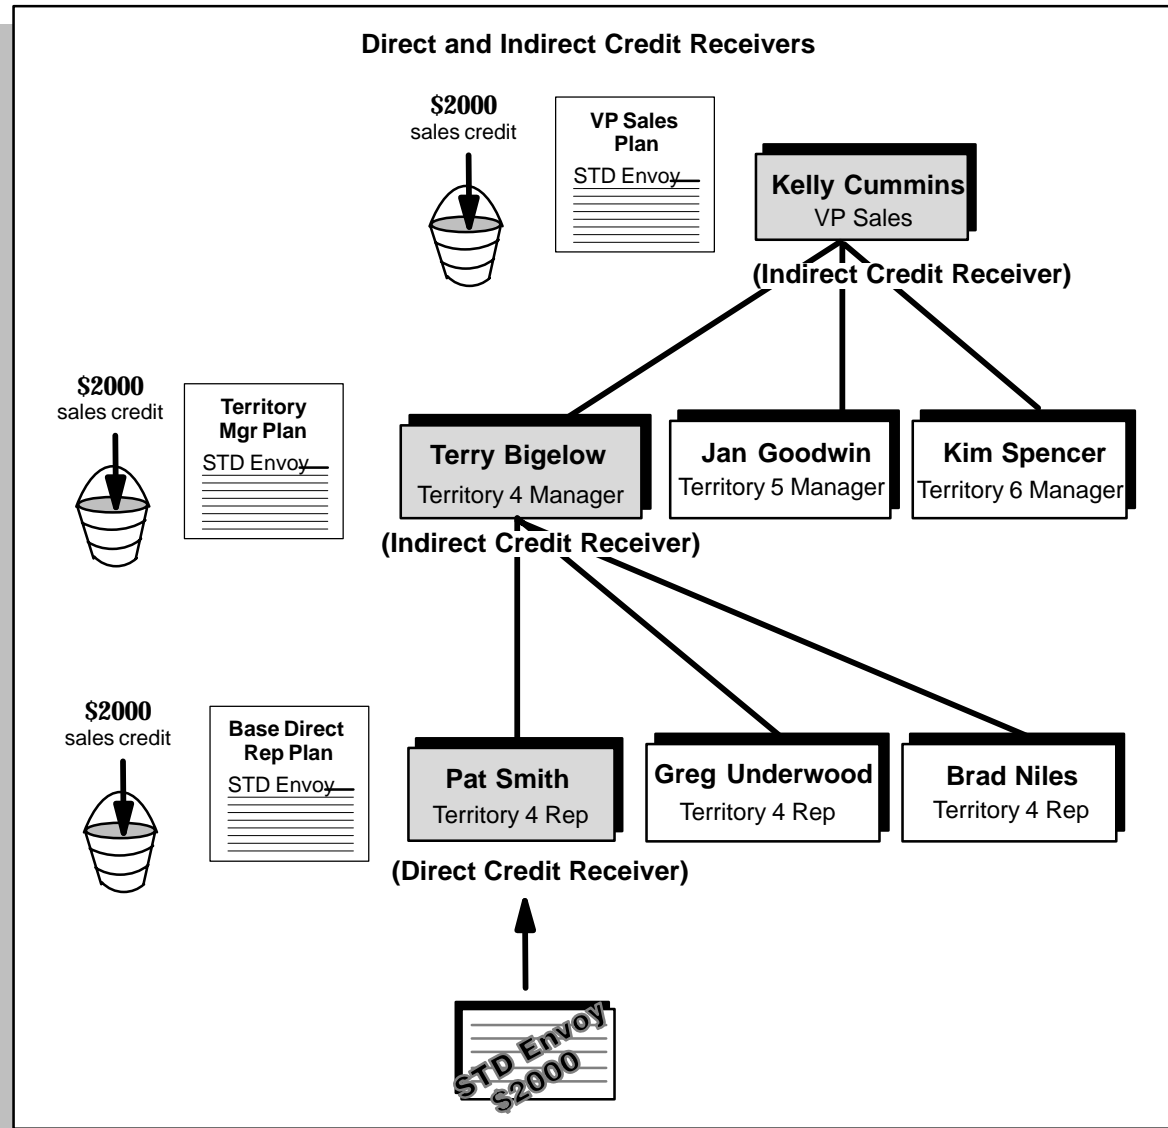 Direct and Indirect Credit Receivers
$2000
sales credit
VP Sales
Plan
STD Envoy
Kelly Cummins
VP Sales
(Indirect Credit Receiver)
$2000
sales credit
Territory
Mgr Plan
STD Envoy
Terry Bigelow
Territory 4 Manager
Jan Goodwin
Territory 5 Manager
Kim Spencer
Territory 6 Manager
(Indirect Credit Receiver)
$2000
sales credit
Base Direct
Rep Plan
STD Envoy
Pat Smith
Territory 4 Rep
Greg Underwood
Territory 4 Rep
Brad Niles
Territory 4 Rep
(Direct Credit Receiver)
STD Envoy
$2000